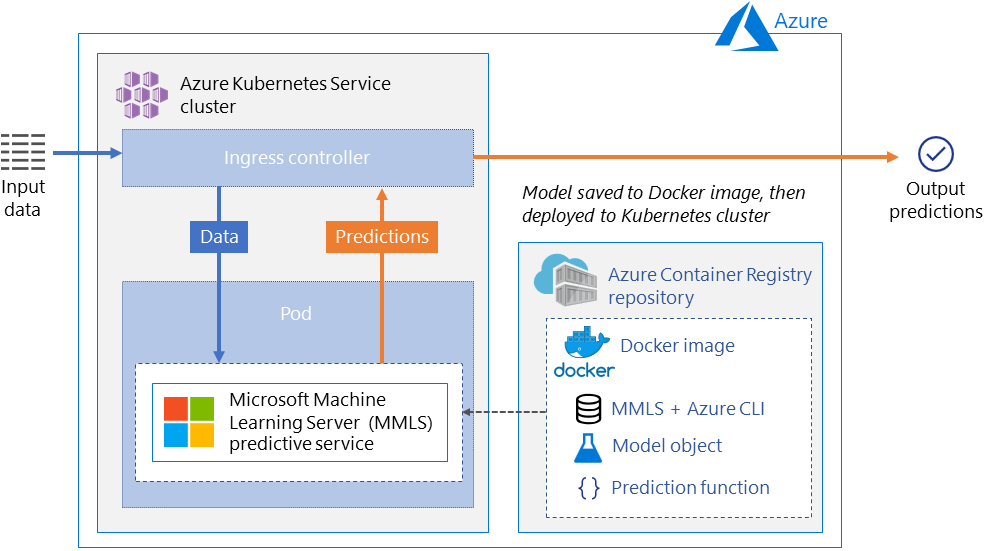 Azure
Azure Kubernetes Service
cluster
Ingress controller
Input
data
Output
predictions
Data
Predictions
Model saved to Docker image, then
deployed to Kubernetes cluster
Pod
Microsoft Machine
Learning Server (MMLS)
predictive service
Azure Container Registry
repository
docker
Docker image
MMLS + Azure CLI
Model object
{ } Prediction function